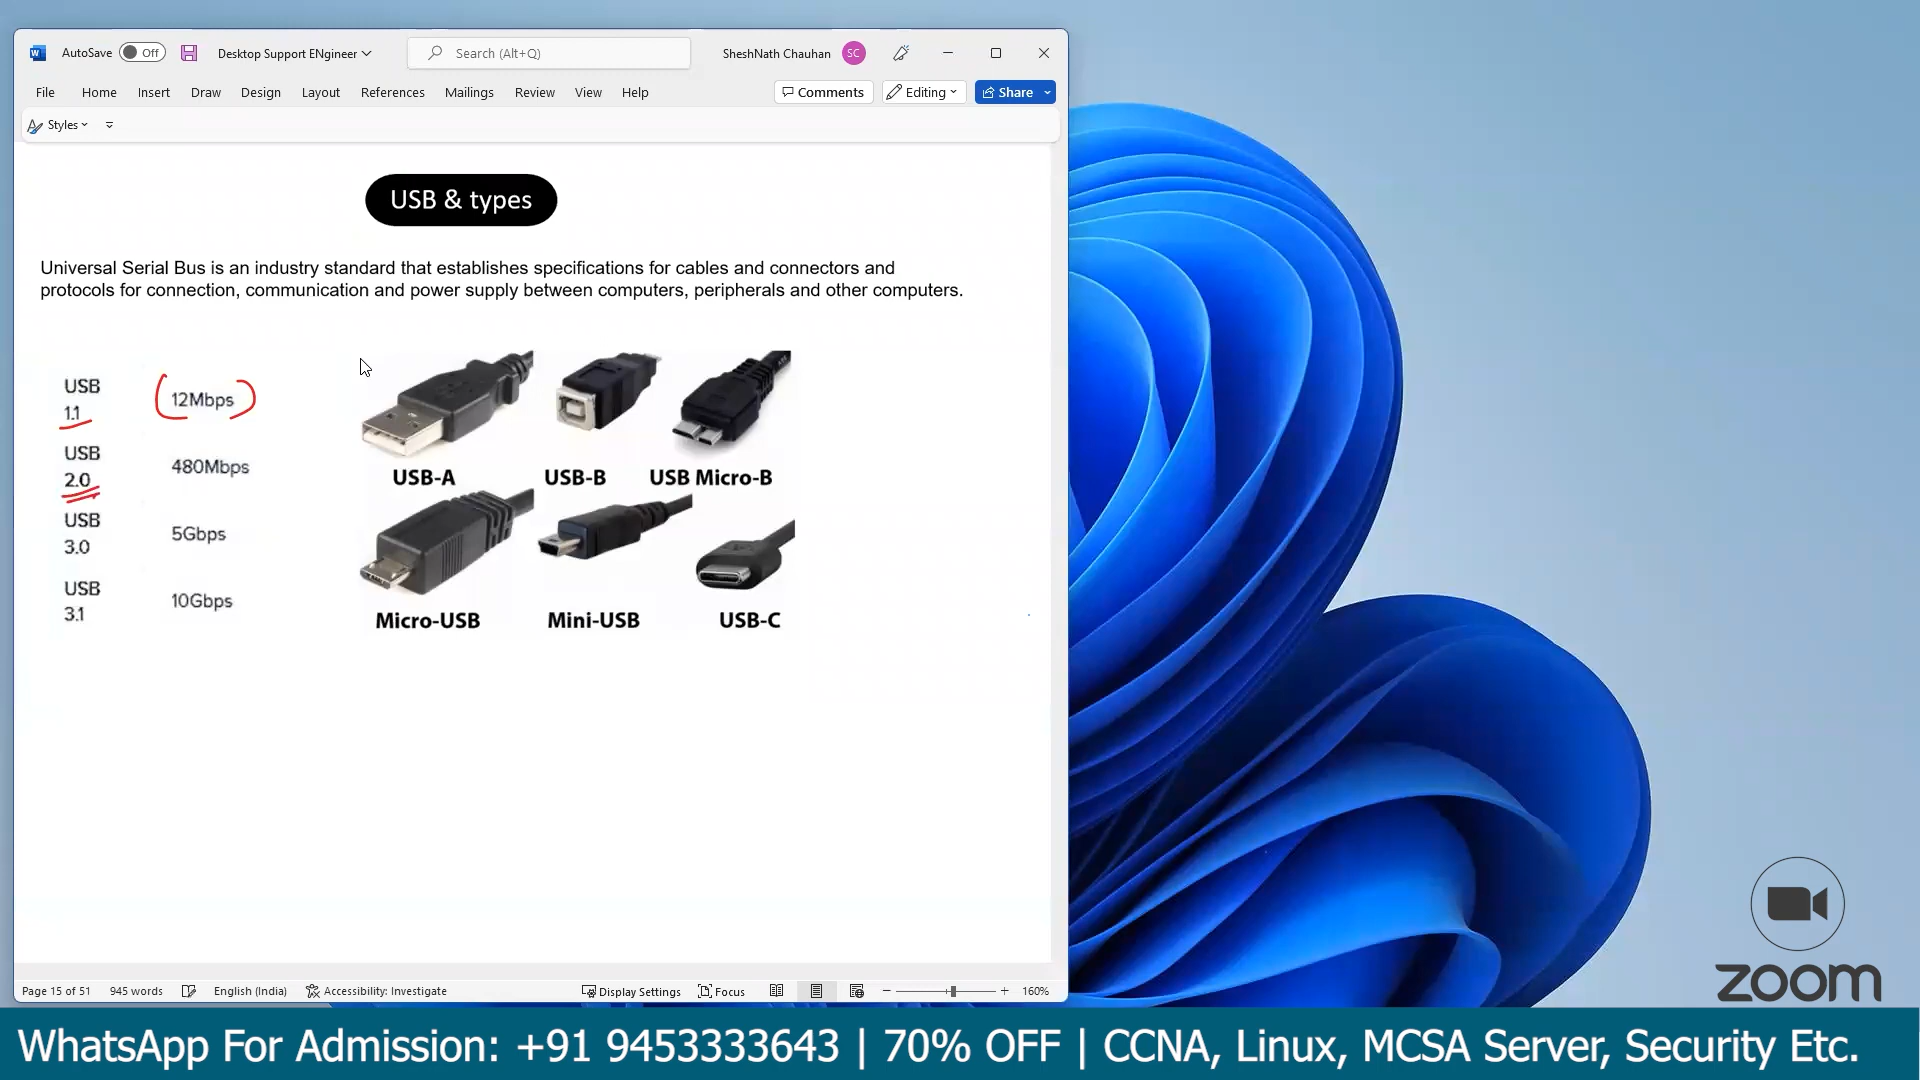 AutoSave Off Desktop Support ENgineer Search (Alt+Q) SheshNath Chauhan SC
File Home Insert Draw Design Layout References Mailings Review View Help Comments Editing Share
Styles
USB & types
Universal Serial Bus is an industry standard that establishes specifications for cables and connectors and
protocols for connection, communication and power supply between computers, peripherals and other computers.
USB
1.1
12Mbps
USB
2.0
480Mbps
USB
3.0
5Gbps
USB
3.1
10Gbps
USB-A USB-B USB Micro-B
Micro-USB Mini-USB USB-C
Page 15 of 51 945 words English (India) Accessibility: Investigate Display Settings Focus 160%
zoom
WhatsApp For Admission: +91 9453333643 | 70% OFF | CCNA, Linux, MCSA Server, Security Etc.